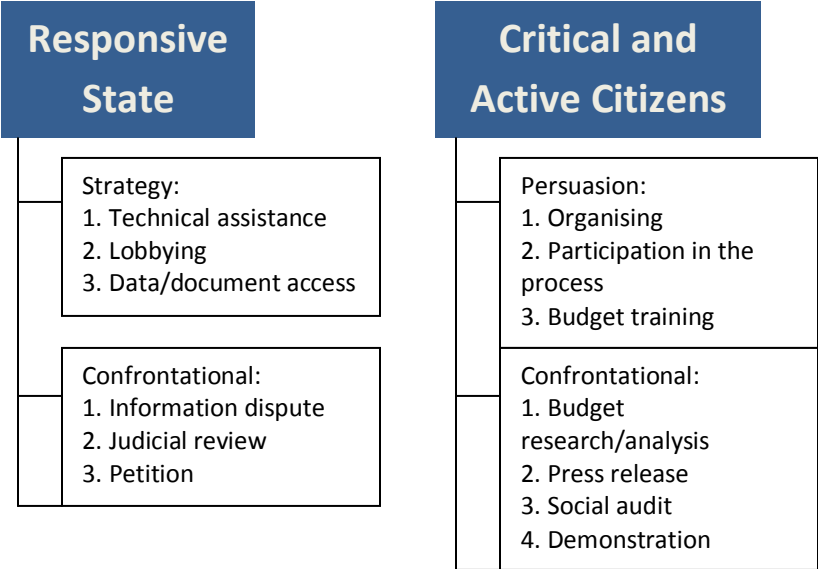 Responsive
State
Strategy:
1. Technical assistance
2. Lobbying
3. Data/document access
Confrontational:
1. Information dispute
2. Judicial review
3. Petition
Critical and
Active Citizens
Persuasion:
1. Organising
2. Participation in the
process
3. Budget training
Confrontational:
1. Budget
research/analysis
2. Press release
3. Social audit
4. Demonstration